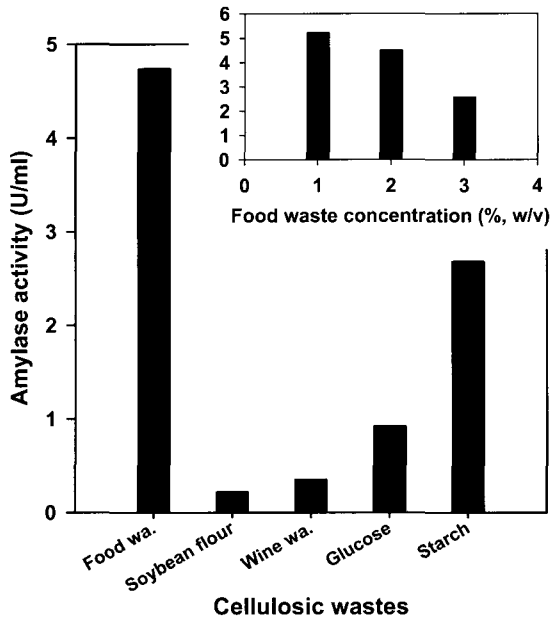 6
5
4
3
2
1
0
0 1 2 3 4
Food waste concentration (%, w/v)
5
4
3
2
1
0
Amylase activity (U/ml)
Food wa. Soybean flour Wine wa. Glucose Starch
Cellulosic wastes